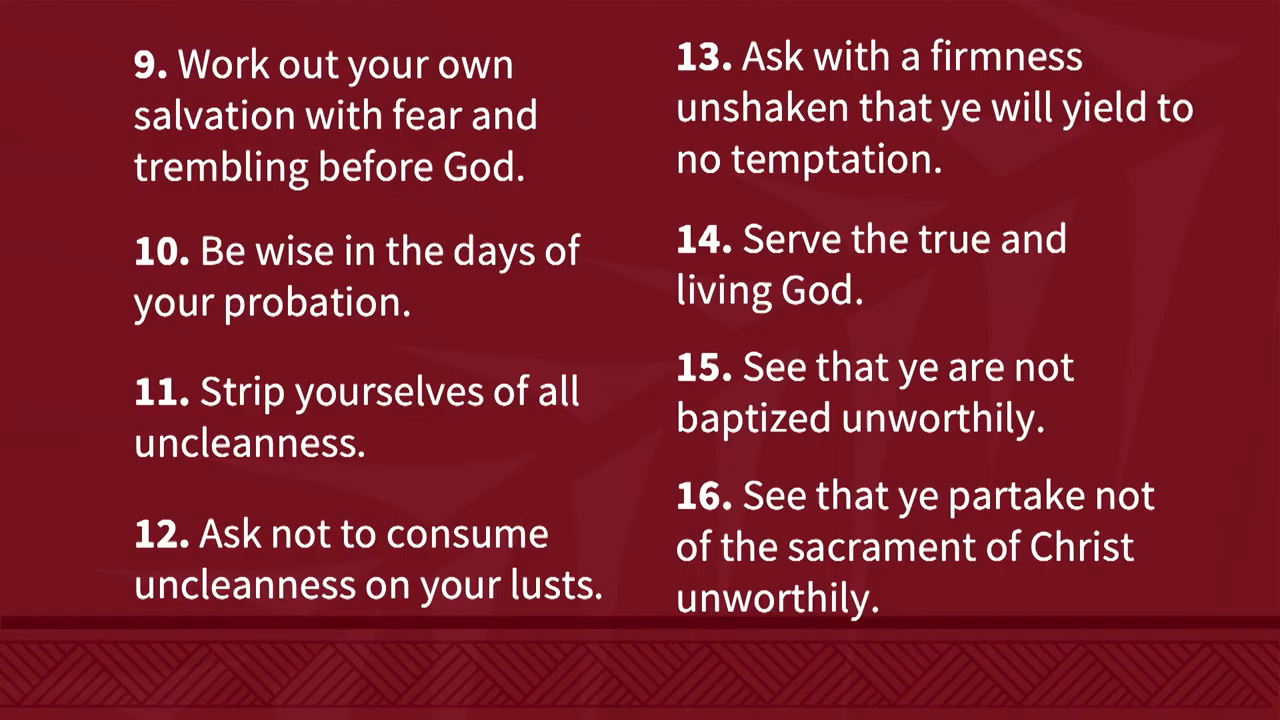 9. Work out your own
salvation with fear and
trembling before God.
10. Be wise in the days of
your probation.
11. Strip yourselves of all
uncleanness.
12. Ask not to consume
uncleanness on your lusts.
13. Ask with a firmness
unshaken that ye will yield to
no temptation.
14. Serve the true and
living God.
15. See that ye are not
baptized unworthily.
16. See that ye partake not
of the sacrament of Christ
unworthily.